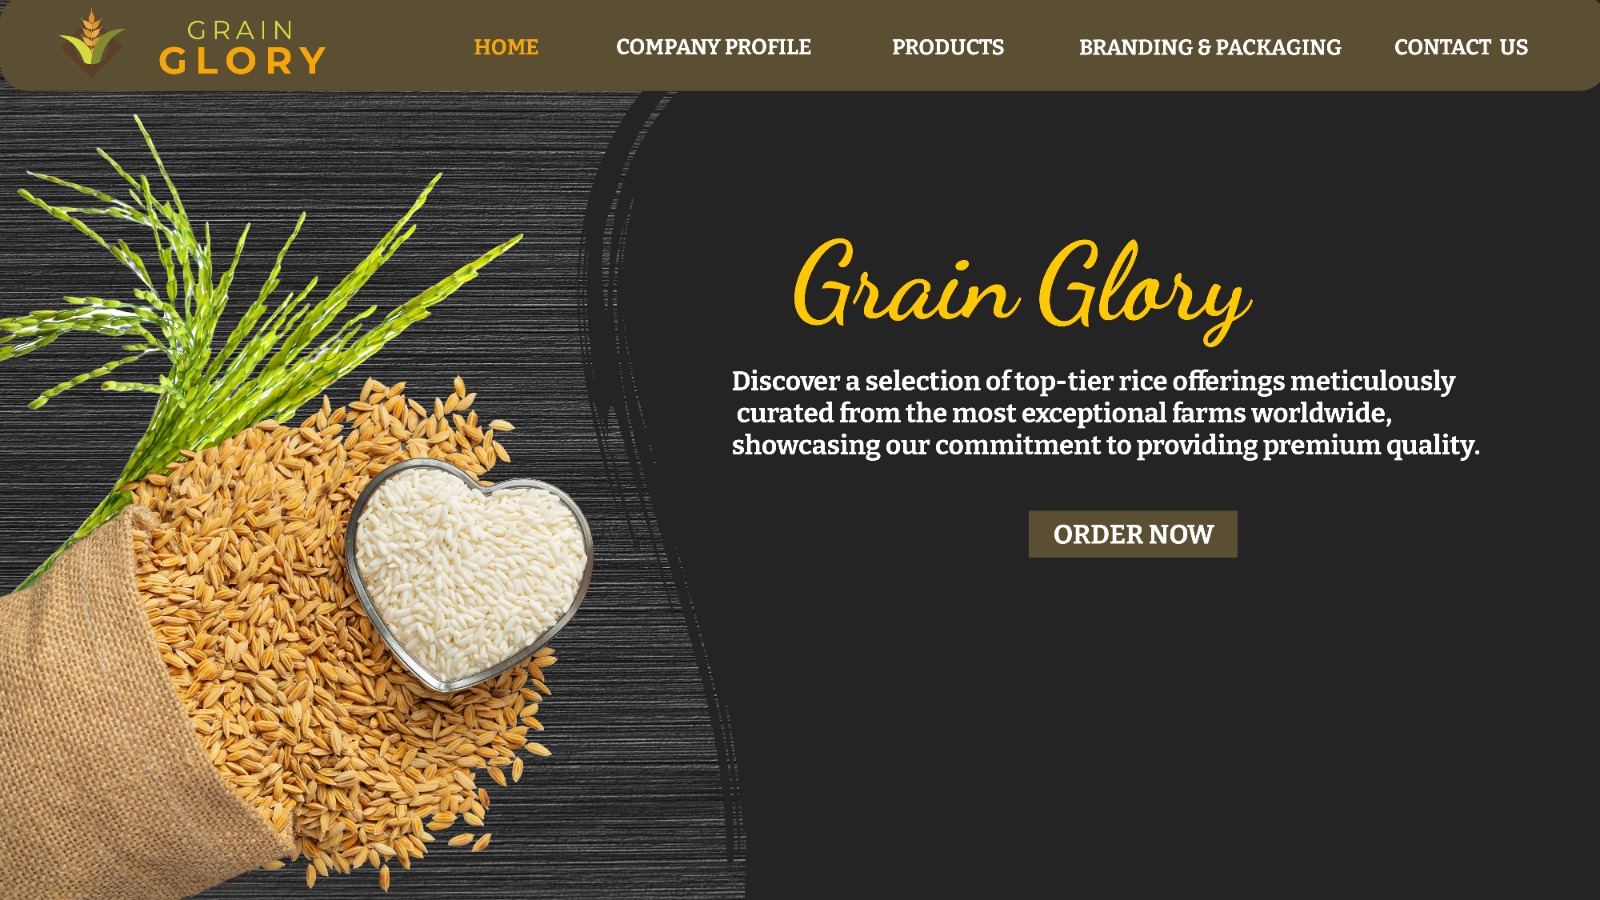 GRAIN
GLORY
HOME
COMPANY PROFILE
PRODUCTS
BRANDING & PACKAGING
CONTACT US
Grain Glory
Discover a selection of top-tier rice offerings meticulously
curated from the most exceptional farms worldwide,
showcasing our commitment to providing premium quality.
ORDER NOW